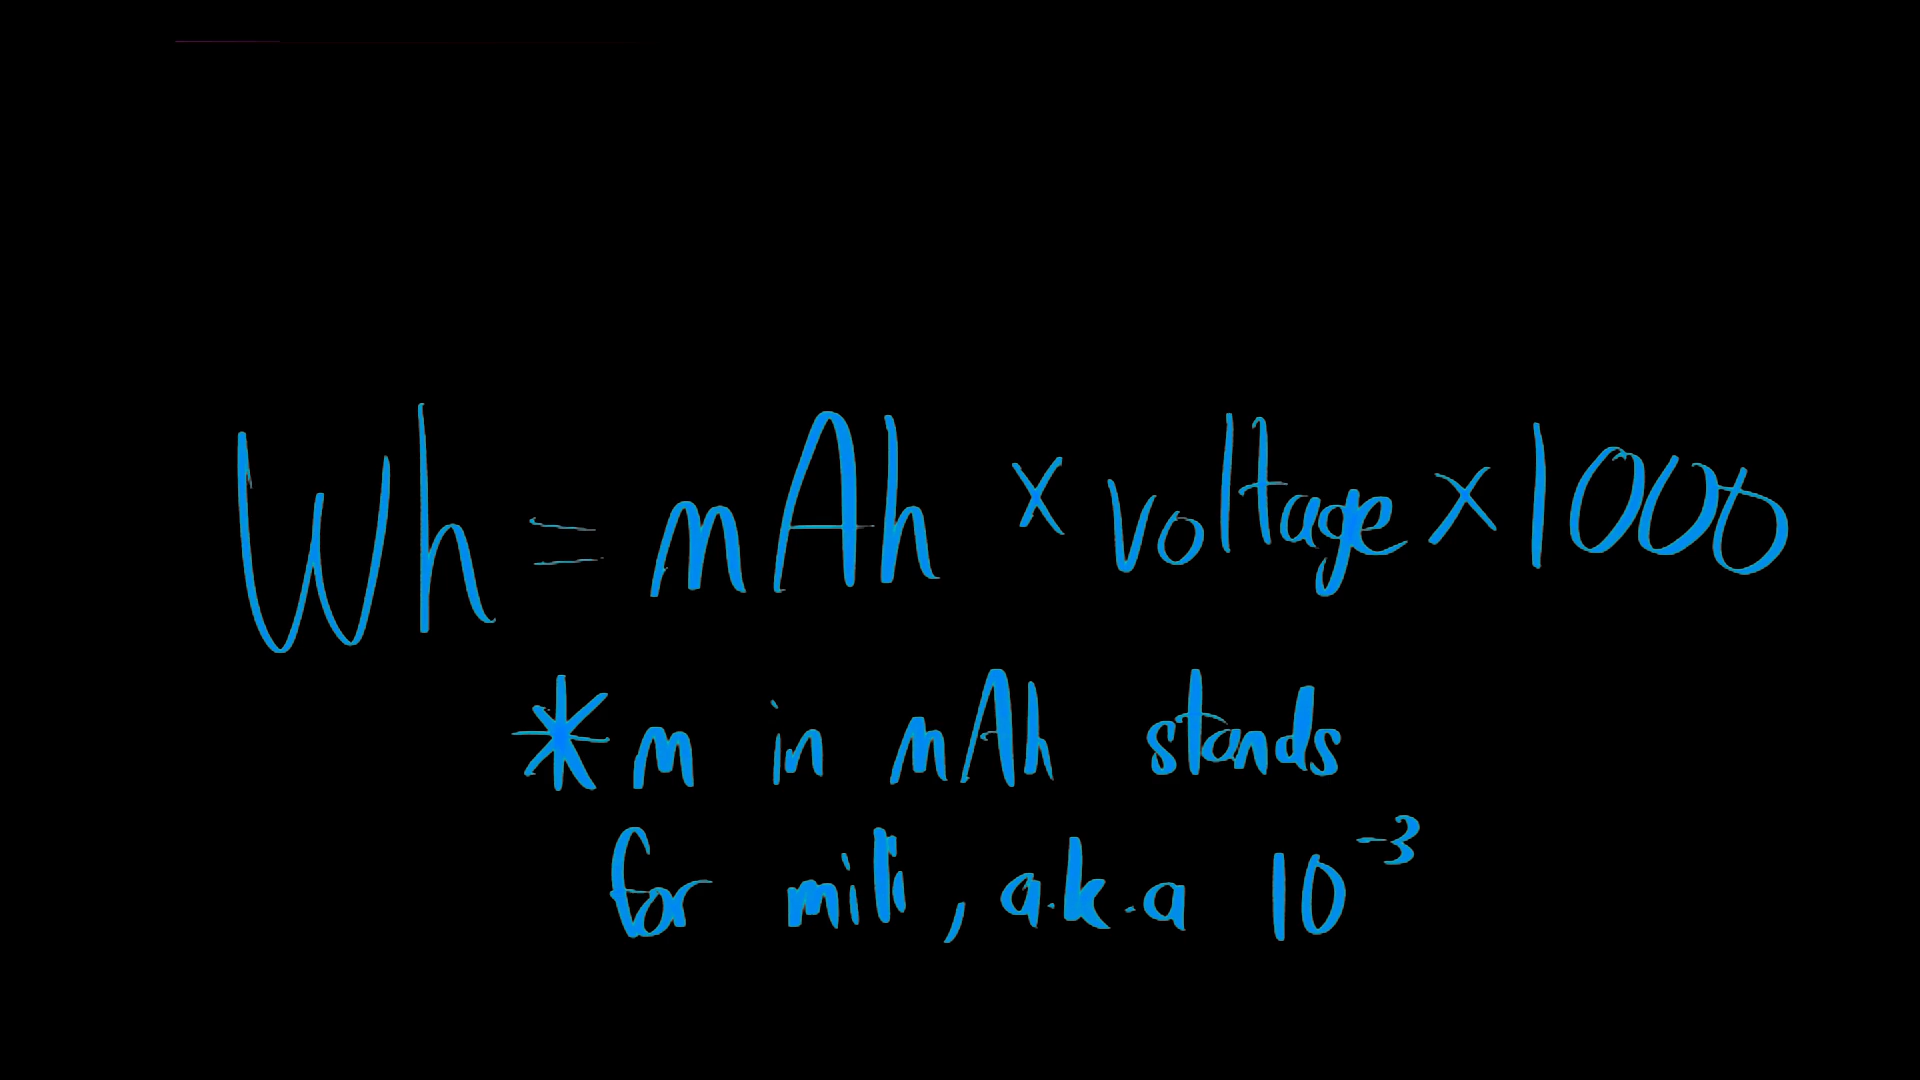 Wh = mAh × voltage × 1000
*m in mAh stands
for mili, a.k.a 10⁻³